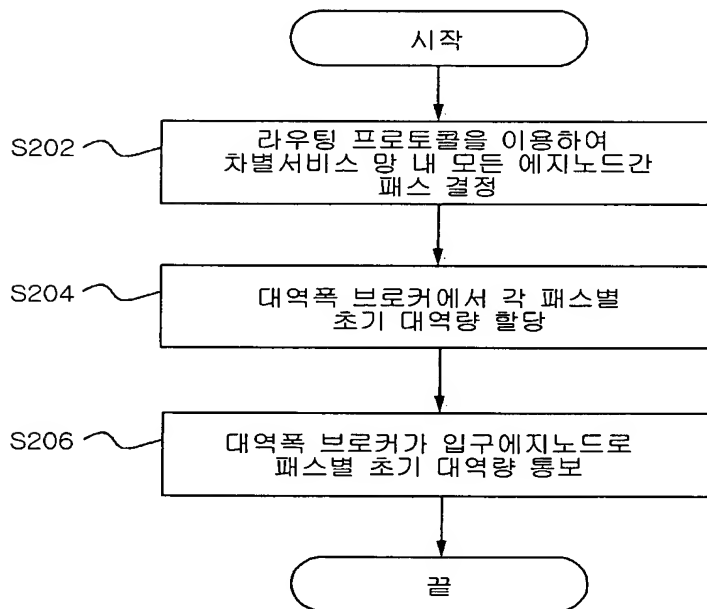 시작
S202
라우팅 프로토콜을 이용하여
차별서비스 망 내 모든 에지노드간
패스 결정
S204
대역폭 브로커에서 각 패스별
초기 대역량 할당
S206
대역폭 브로커가 입구에지노드로
패스별 초기 대역량 통보
끝